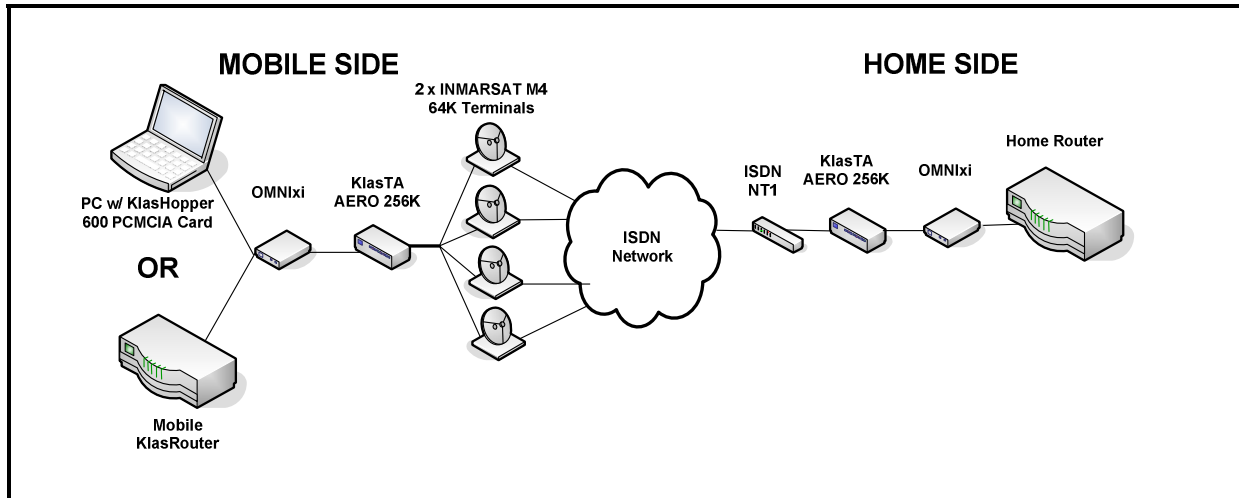 MOBILE SIDE
HOME SIDE
2 x INMARSAT M4
64K Terminals
PC w/ KlasHopper
600 PCMCIA Card
OMNIxi
KlasTA
AERO 256K
OR
Mobile
KlasRouter
ISDN
Network
ISDN
NT1
KlasTA
AERO 256K
OMNIxi
Home Router